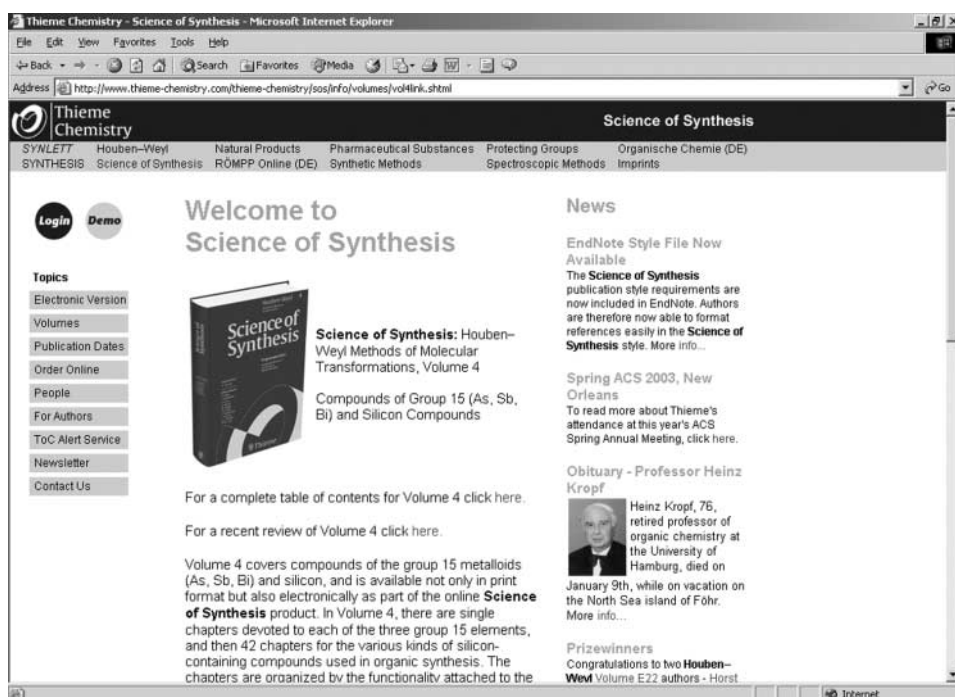 Thieme Chemistry - Science of Synthesis - Microsoft Internet Explorer
File Edit View Favorites Tools Help
Back Search Favorites Media
Address http://www.thieme-chemistry.com/thieme-chemistry/sos/info/volumes/vol4link.shtml Go
Thieme
Chemistry
Science of Synthesis
SYNLETT Houben–Weyl Natural Products Pharmaceutical Substances Protecting Groups Organische Chemie (DE)
SYNTHESIS Science of Synthesis RÖMPP Online (DE) Synthetic Methods Spectroscopic Methods Imprints
Login Demo
Topics
Electronic Version
Volumes
Publication Dates
Order Online
People
For Authors
ToC Alert Service
Newsletter
Contact Us
Welcome to
Science of Synthesis
Science of
Synthesis
Thieme
Science of Synthesis: Houben–
Weyl Methods of Molecular
Transformations, Volume 4
Compounds of Group 15 (As, Sb,
Bi) and Silicon Compounds
For a complete table of contents for Volume 4 click here.
For a recent review of Volume 4 click here.
Volume 4 covers compounds of the group 15 metalloids
(As, Sb, Bi) and silicon, and is available not only in print
format but also electronically as part of the online Science
of Synthesis product. In Volume 4, there are single
chapters devoted to each of the three group 15 elements,
and then 42 chapters for the various kinds of silicon-
containing compounds used in organic synthesis. The
chapters are organized by the functionality attached to the
News
EndNote Style File Now
Available
The Science of Synthesis
publication style requirements are
now included in EndNote. Authors
are therefore now able to format
references easily in the Science of
Synthesis style. More info...
Spring ACS 2003, New
Orleans
To read more about Thieme's
attendance at this year's ACS
Spring Annual Meeting, click here.
Obituary - Professor Heinz
Kropf
Heinz Kropf, 76,
retired professor of
organic chemistry at
the University of
Hamburg, died on
January 9th, while on vacation on
the North Sea island of Föhr.
More info...
Prizewinners
Congratulations to two Houben–
Weyl Volume E22 authors - Horst
Internet